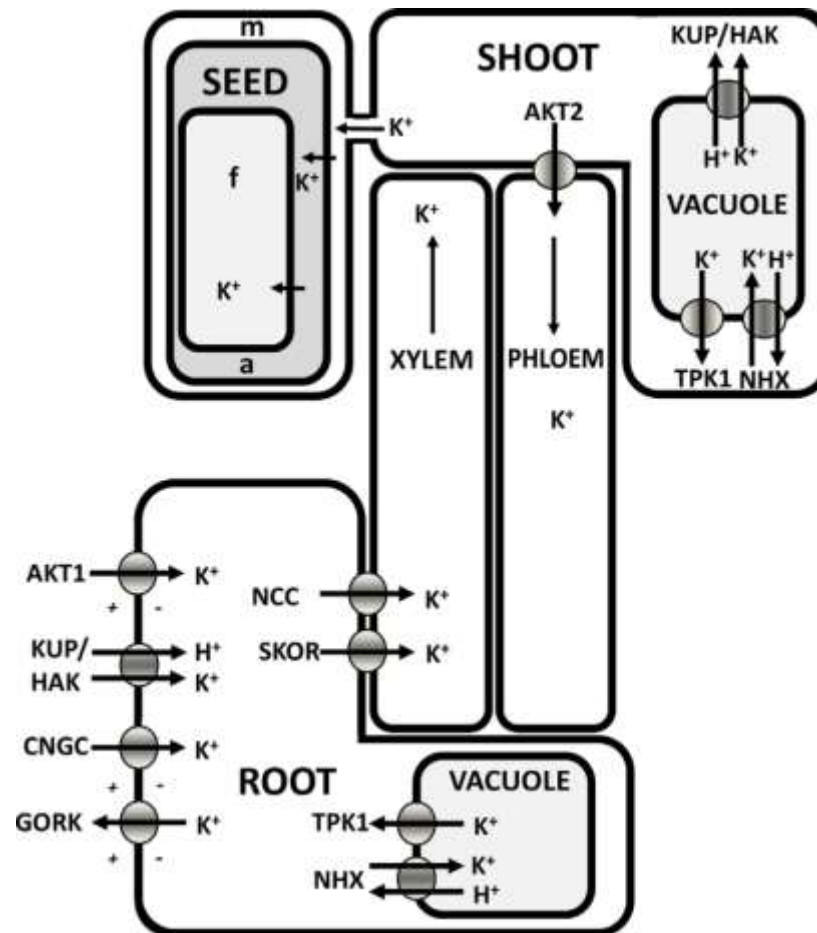 m
SEED
f
K⁺
K⁺
a
K⁺
SHOOT
AKT2
KUP/HAK
H⁺ K⁺
VACUOLE
K⁺ K⁺ H⁺
TPK1 NHX
K⁺
XYLEM
PHLOEM
K⁺
AKT1 K⁺
+ -
KUP/ H⁺
HAK K⁺
CNGC K⁺
+ -
GORK K⁺
+ -
NCC K⁺
SKOR K⁺
ROOT
VACUOLE
TPK1 K⁺
NHX K⁺
H⁺